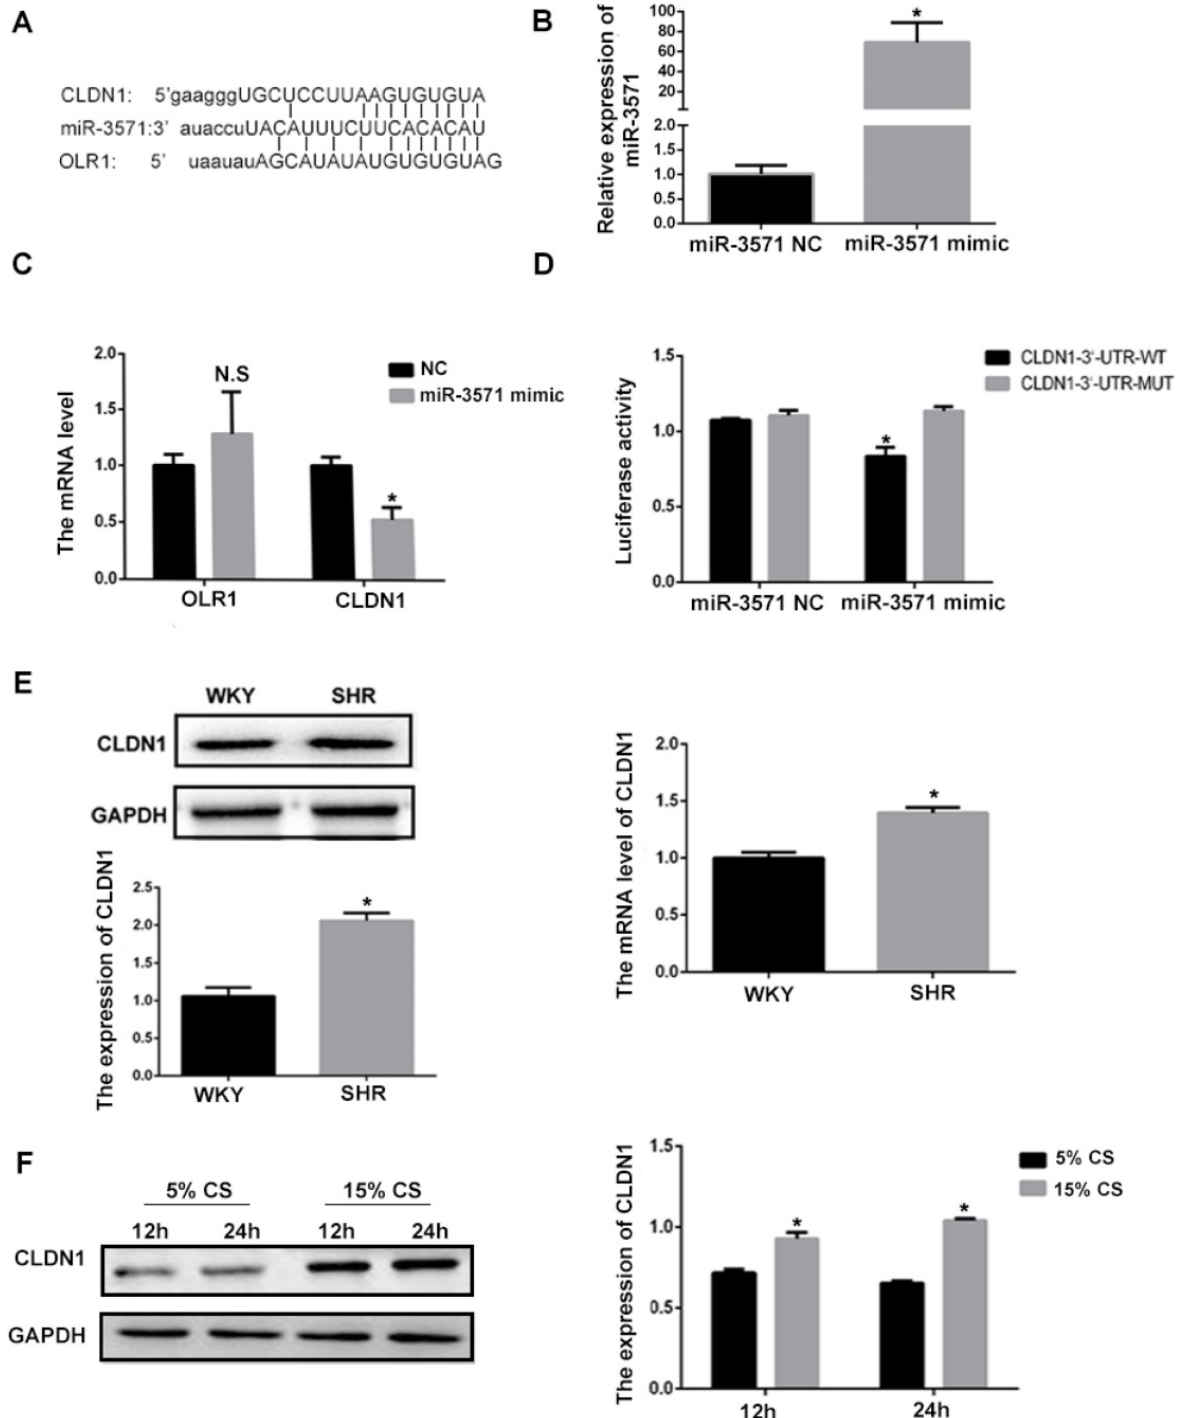 A
CLDN1: 5'gaagggUGCUCCUUAAGUGUGUA
miR-3571:3' auaccuUACAUUUCUUCACACAU
OLR1: 5' uaauauAGCAUAUAUGUGUGUAG
B
Relative expression of
miR-3571
100
80
60
40
20
2.0
1.0
0.5
0.0
*
miR-3571 NC miR-3571 mimic
C
The mRNA level
2.0
1.5
1.0
0.5
0.0
N.S
*
NC
miR-3571 mimic
OLR1 CLDN1
D
Luciferase activity
1.5
1.0
0.5
0.0
*
CLDN1-3'-UTR-WT
CLDN1-3'-UTR-MUT
miR-3571 NC miR-3571 mimic
E
WKY SHR
CLDN1
GAPDH
The expression of CLDN1
2.5
2.0
1.5
1.0
0.5
0.0
*
WKY SHR
The mRNA level of CLDN1
2.0
1.5
1.0
0.5
0.0
*
WKY SHR
F
5% CS 15% CS
12h 24h 12h 24h
CLDN1
GAPDH
The expression of CLDN1
1.5
1.0
0.5
0.0
* *
5% CS
15% CS
12h 24h